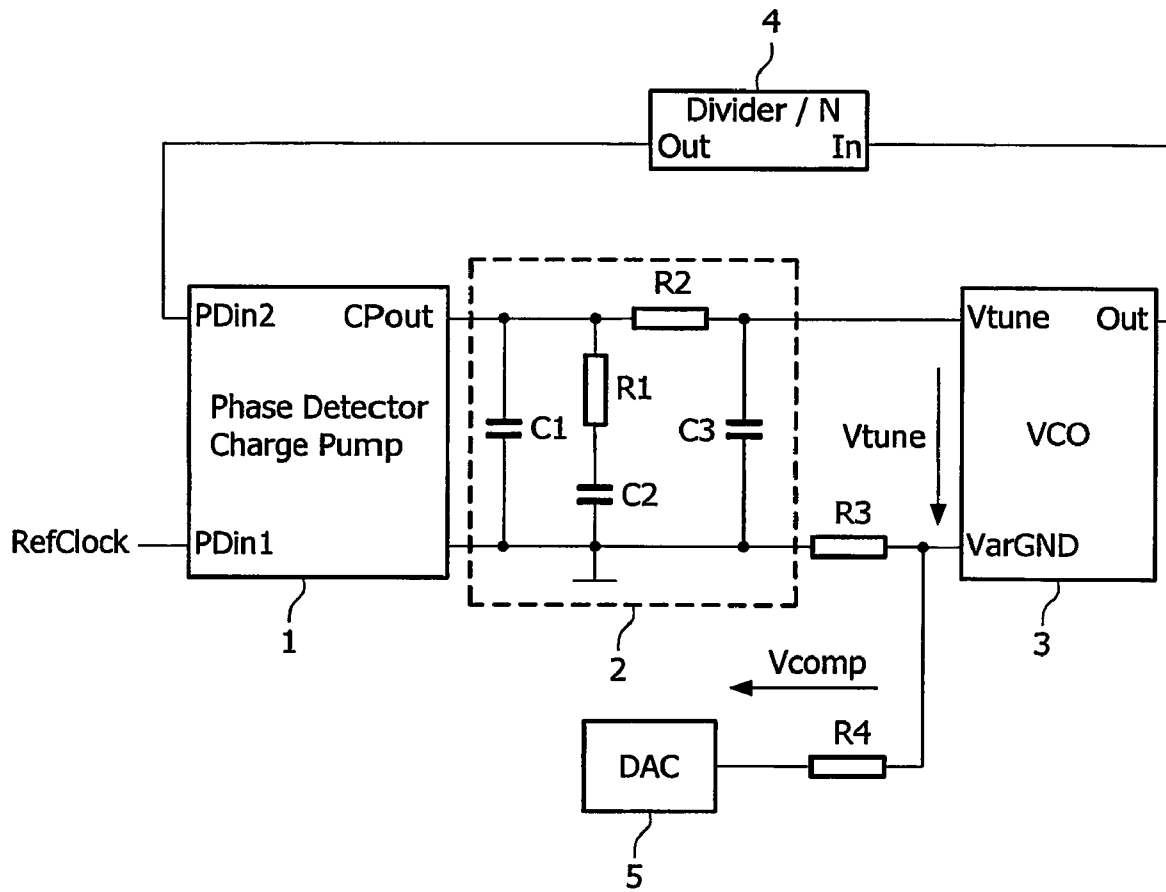 4
Divider / N
Out In
R2
PDin2 CPout
Vtune Out
R1
Phase Detector
Charge Pump
C1
C3
Vtune
VCO
C2
R3
RefClock
PDin1
VarGND
1
2
3
Vcomp
R4
DAC
5